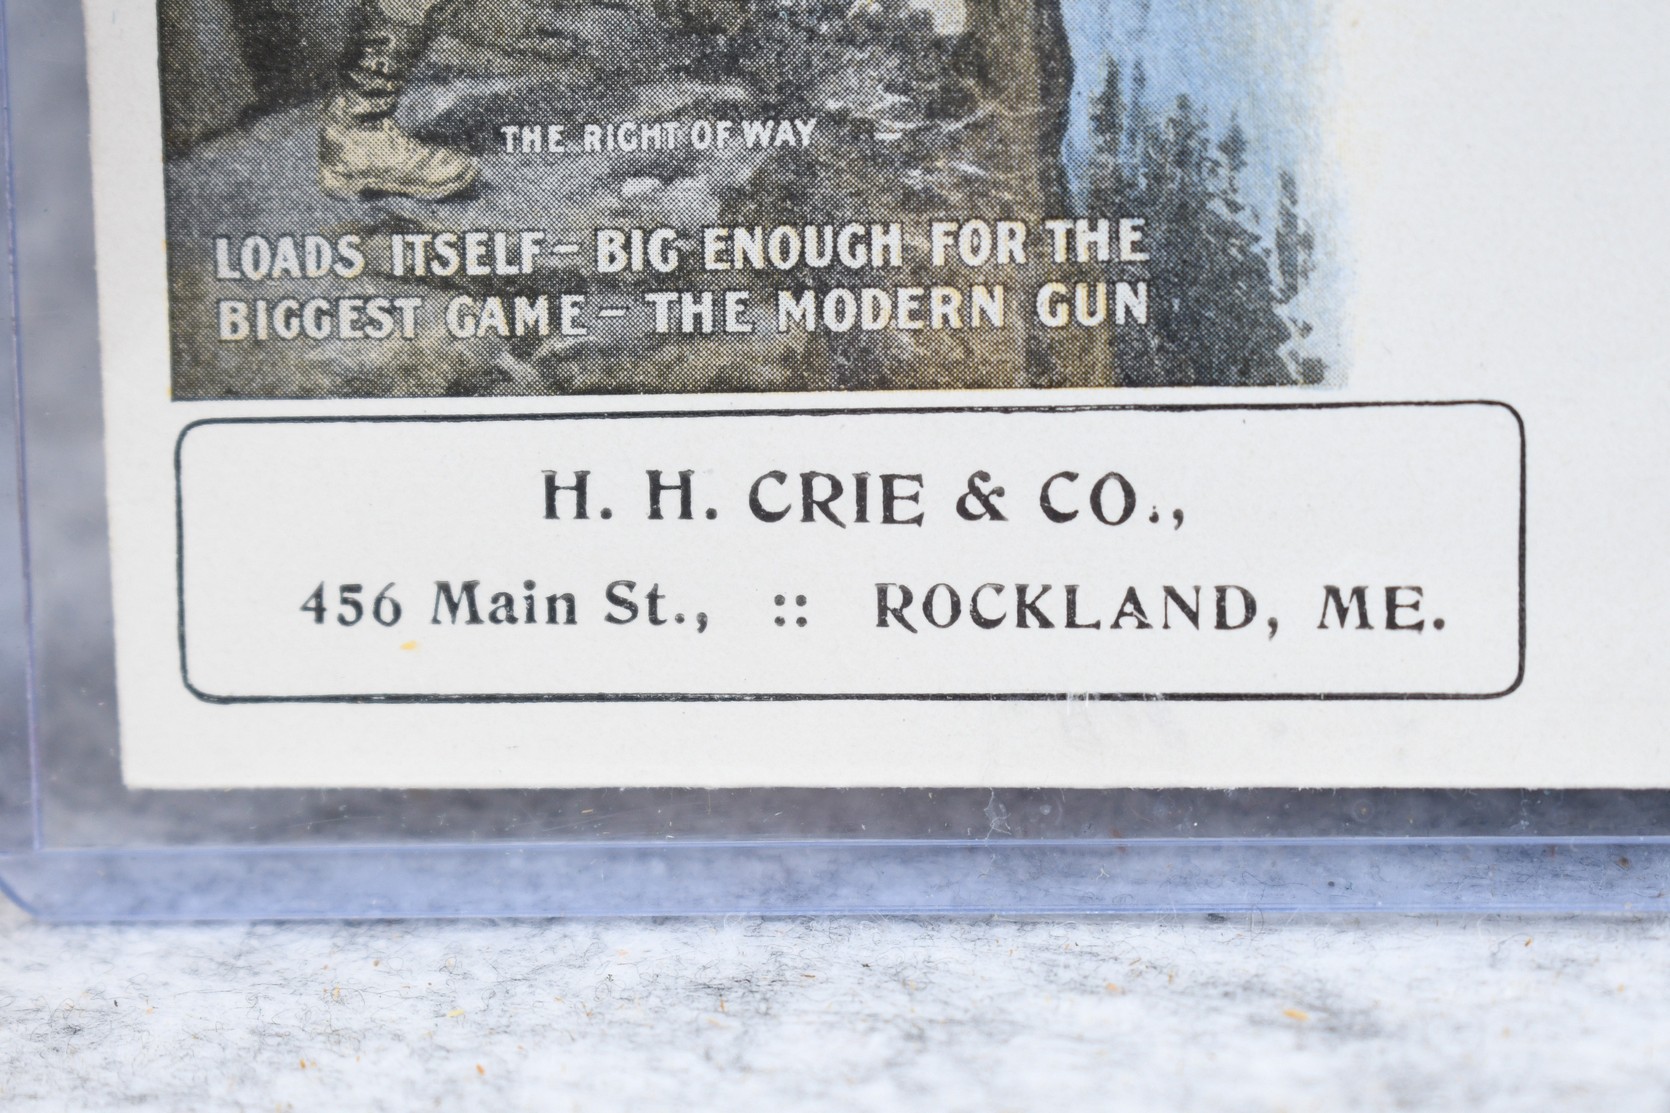 THE RIGHT OF WAY
LOADS ITSELF - BIG ENOUGH FOR THE
BIGGEST GAME - THE MODERN GUN
H. H. CRIE & CO.,
456 Main St., :: ROCKLAND, ME.